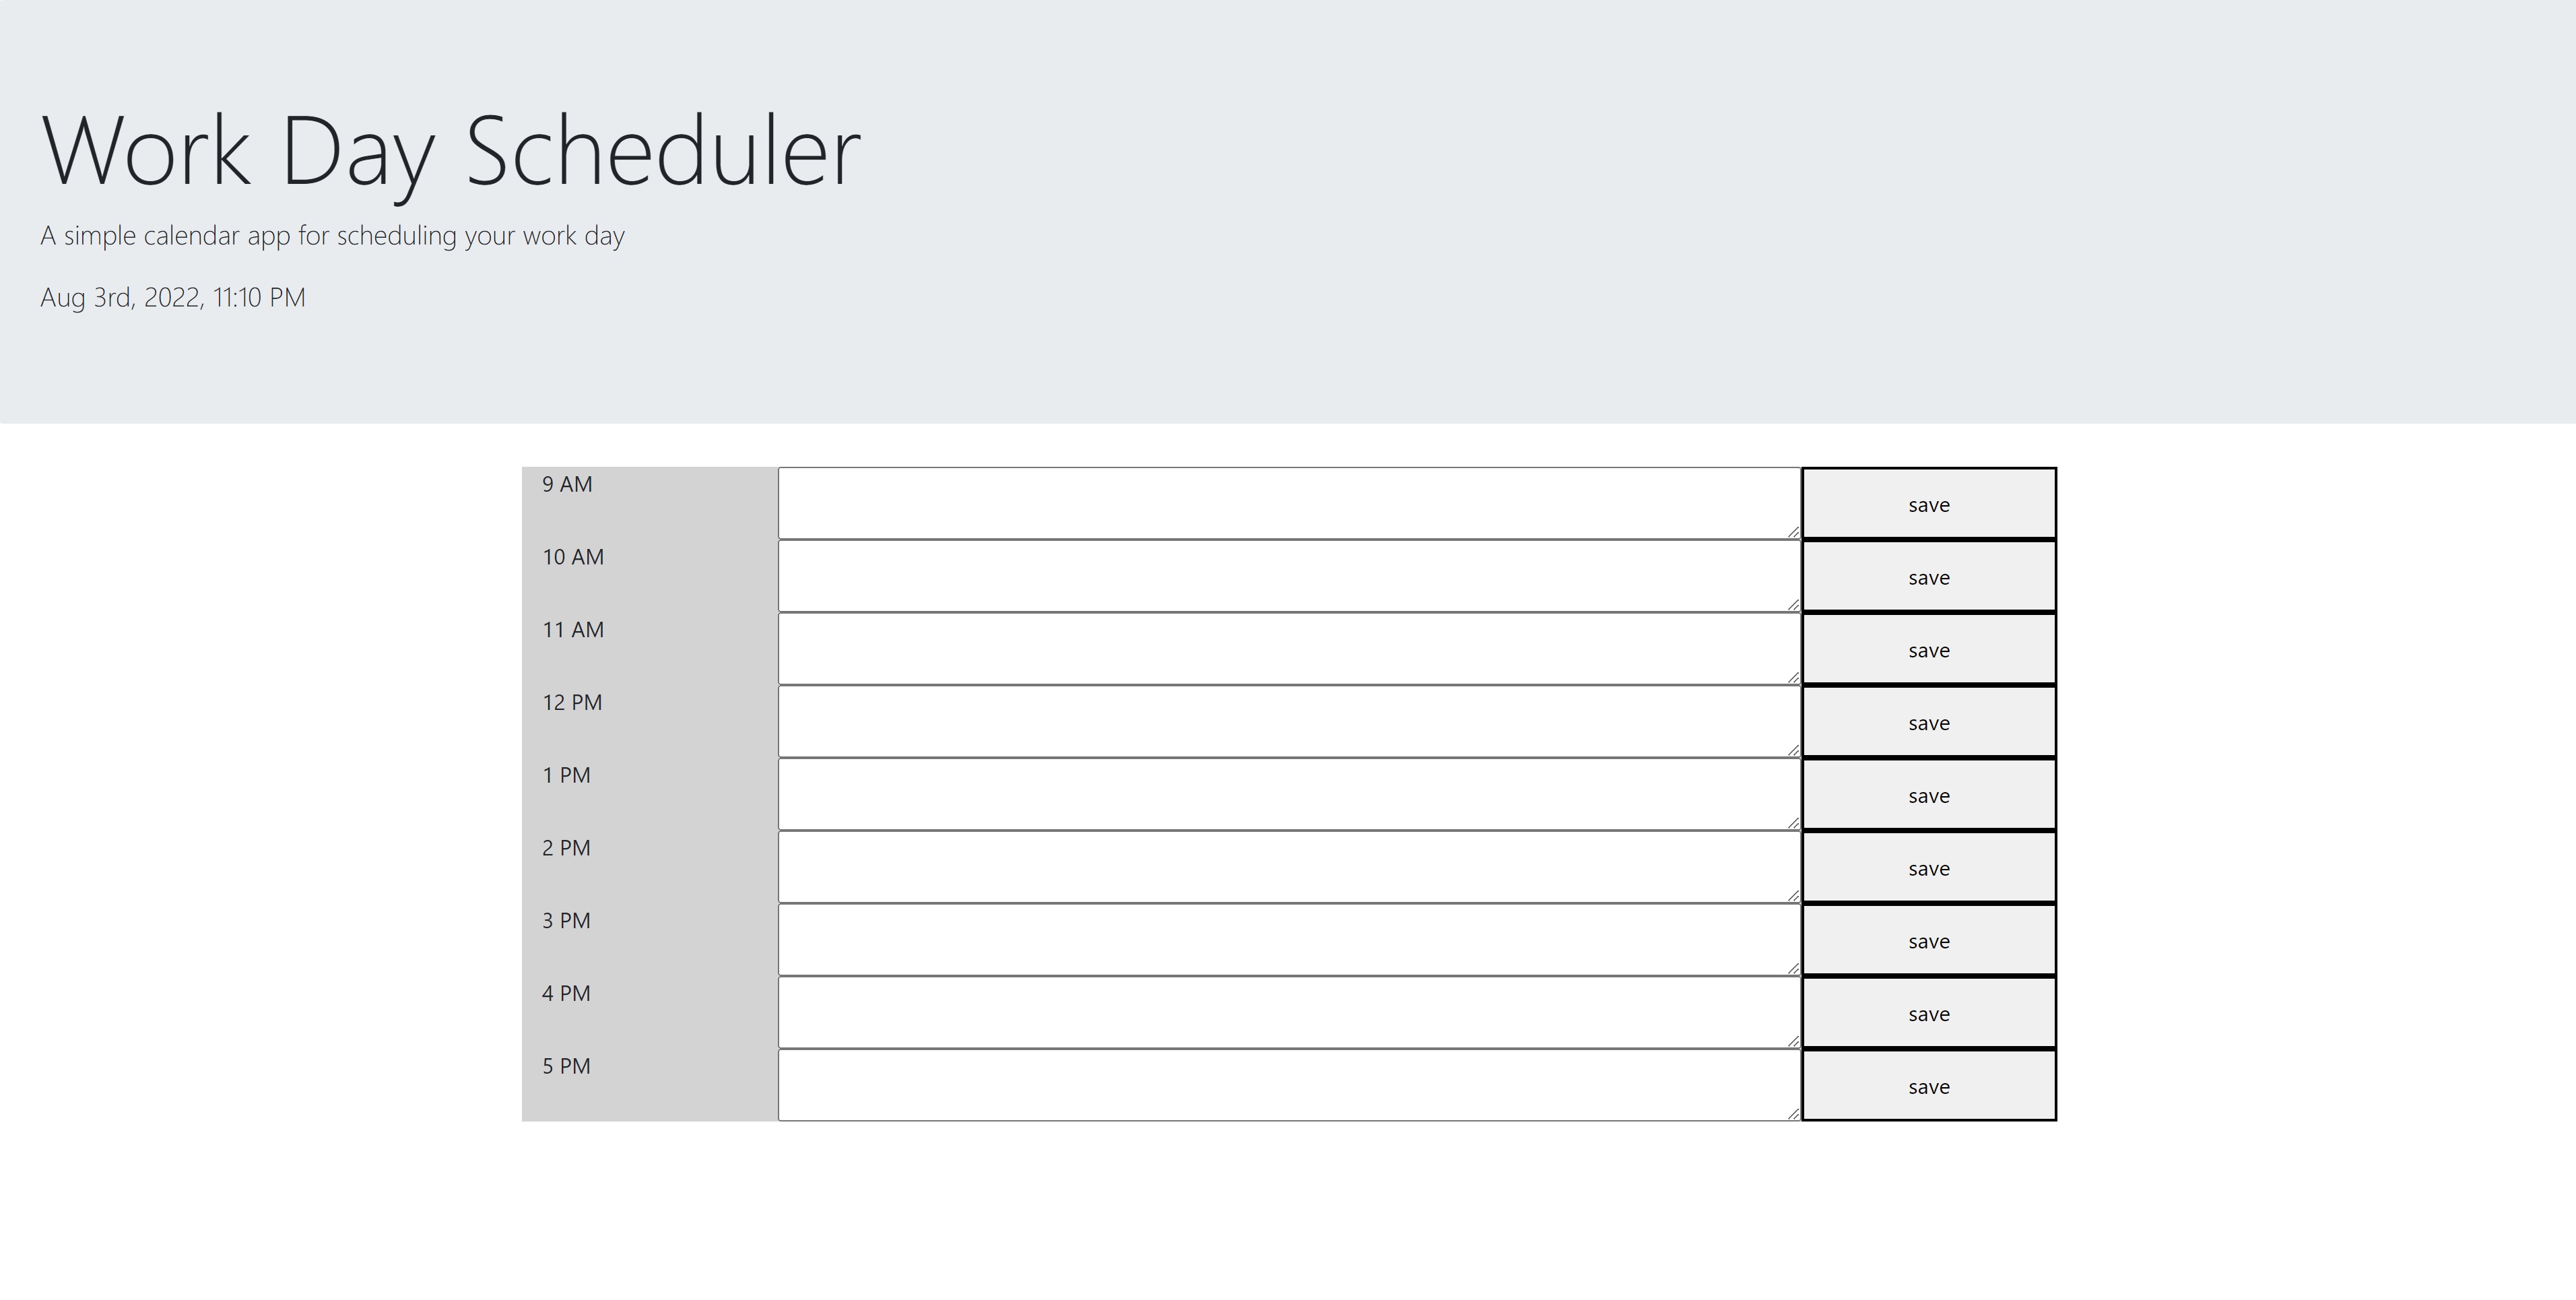 Work Day Scheduler
A simple calendar app for scheduling your work day
Aug 3rd, 2022, 11:10 PM
9 AM save
10 AM save
11 AM save
12 PM save
1 PM save
2 PM save
3 PM save
4 PM save
5 PM save